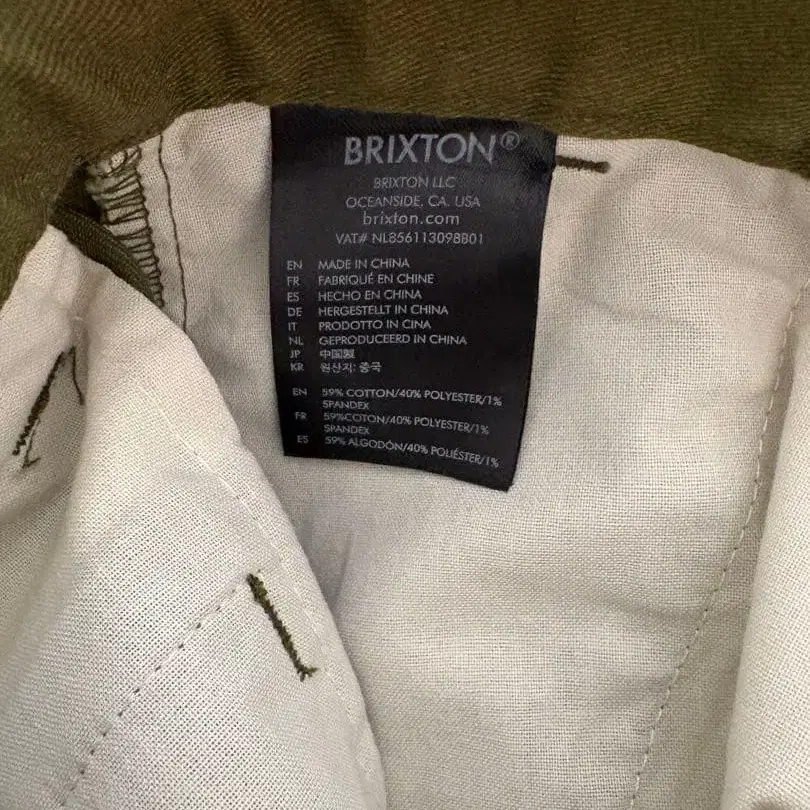 BRIXTON®
BRIXTON LLC
OCEANSIDE, CA. USA
brixton.com
VAT# NL856113098B01
EN MADE IN CHINA
FR FABRIQUÉ EN CHINE
ES HECHO EN CHINA
DE HERGESTELLT IN CHINA
IT PRODOTTO IN CINA
NL GEPRODUCEERD IN CHINA
JP 中国製
KR 원산지: 중국
EN 59% COTTON/40% POLYESTER/1%
SPANDEX
FR 59%COTON/40% POLYESTER/1%
SPANDEX
ES 59% ALGODÓN/40% POLIÉSTER/1%